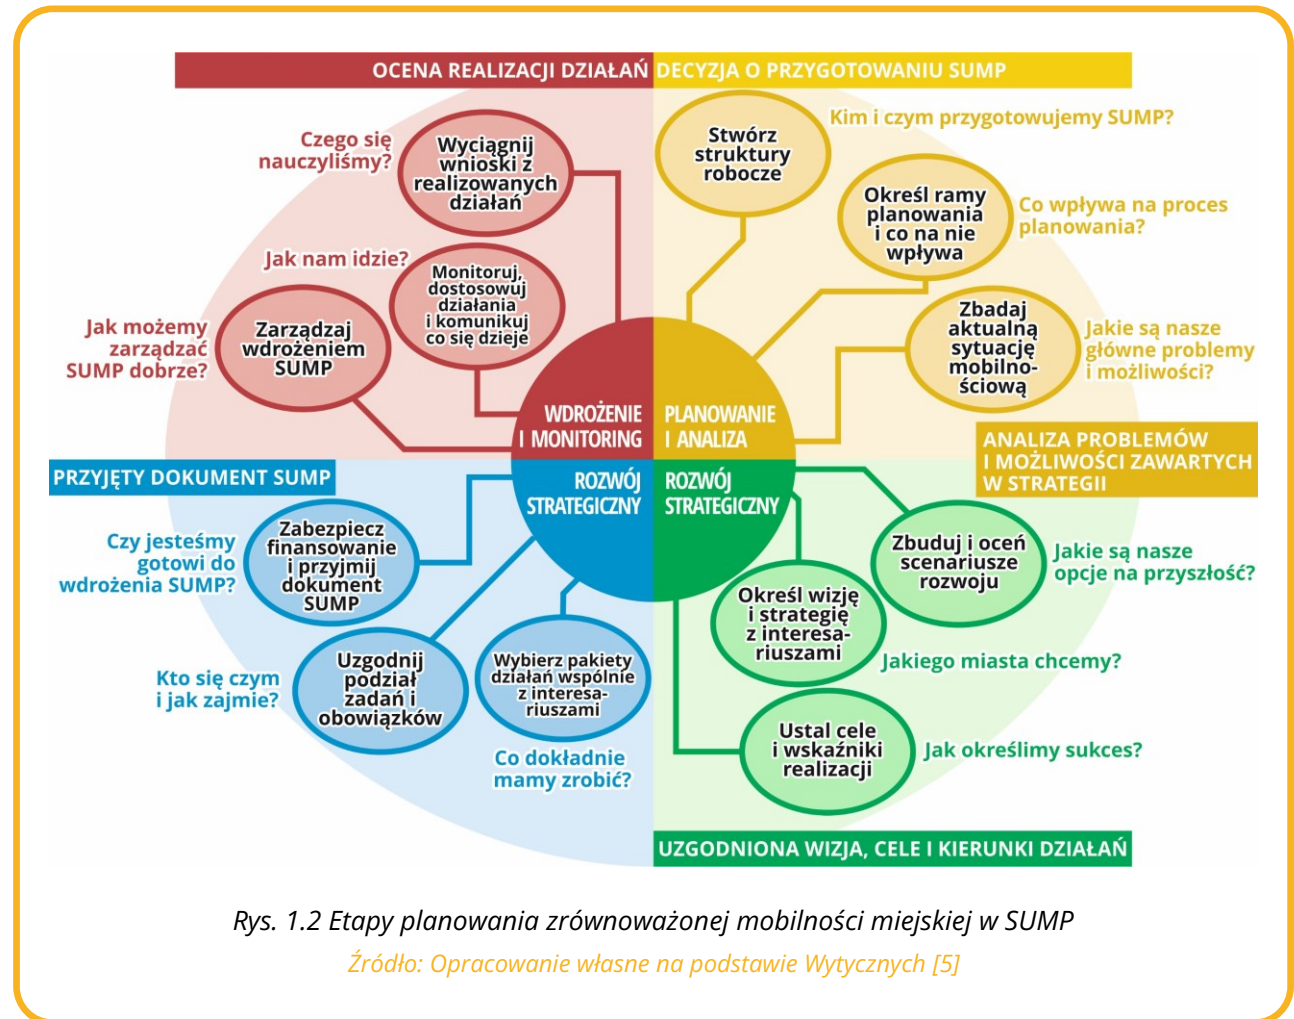 OCENA REALIZACJI DZIAŁAŃ
DECYZJA O PRZYGOTOWANIU SUMP
Kim i czym przygotowujemy SUMP?
Stwórz
struktury
robocze
Określ ramy
planowania
i co na nie
wpływa
Co wpływa na proces
planowania?
Zbadaj
aktualną
sytuację
mobilno-
ściową
Jakie są nasze
główne problemy
i możliwości?
Czego się
nauczyliśmy?
Wyciągnij
wnioski z
realizowanych
działań
Jak nam idzie?
Monitoruj,
dostosowuj
działania
i komunikuj
co się dzieje
Jak możemy
zarządzać
SUMP dobrze?
Zarządzaj
wdrożeniem
SUMP
WDROŻENIE
I MONITORING
PLANOWANIE
I ANALIZA
ROZWÓJ
STRATEGICZNY
ROZWÓJ
STRATEGICZNY
ANALIZA PROBLEMÓW
I MOŻLIWOŚCI ZAWARTYCH
W STRATEGII
PRZYJĘTY DOKUMENT SUMP
Czy jesteśmy
gotowi do
wdrożenia SUMP?
Zabezpiecz
finansowanie
i przyjmij
dokument
SUMP
Kto się czym
i jak zajmie?
Uzgodnij
podział
zadań i
obowiązków
Wybierz pakiety
działań wspólnie
z interesa-
riuszami
Co dokładnie
mamy zrobić?
Zbuduj i oceń
scenariusze
rozwoju
Jakie są nasze
opcje na przyszłość?
Określ wizję
i strategię
z interesa-
riuszami
Jakiego miasta chcemy?
Ustal cele
i wskaźniki
realizacji
Jak określimy sukces?
UZGODNIONA WIZJA, CELE I KIERUNKI DZIAŁAŃ
Rys. 1.2 Etapy planowania zrównoważonej mobilności miejskiej w SUMP
Źródło: Opracowanie własne na podstawie Wytycznych [5]